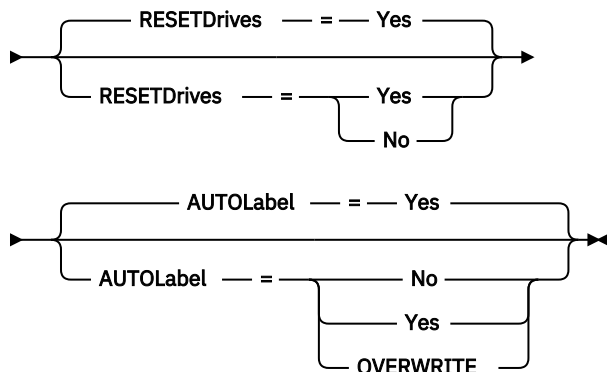 RESETDrives = Yes
RESETDrives = Yes
No
AUTOLabel = Yes
AUTOLabel = No
Yes
OVERWRITE